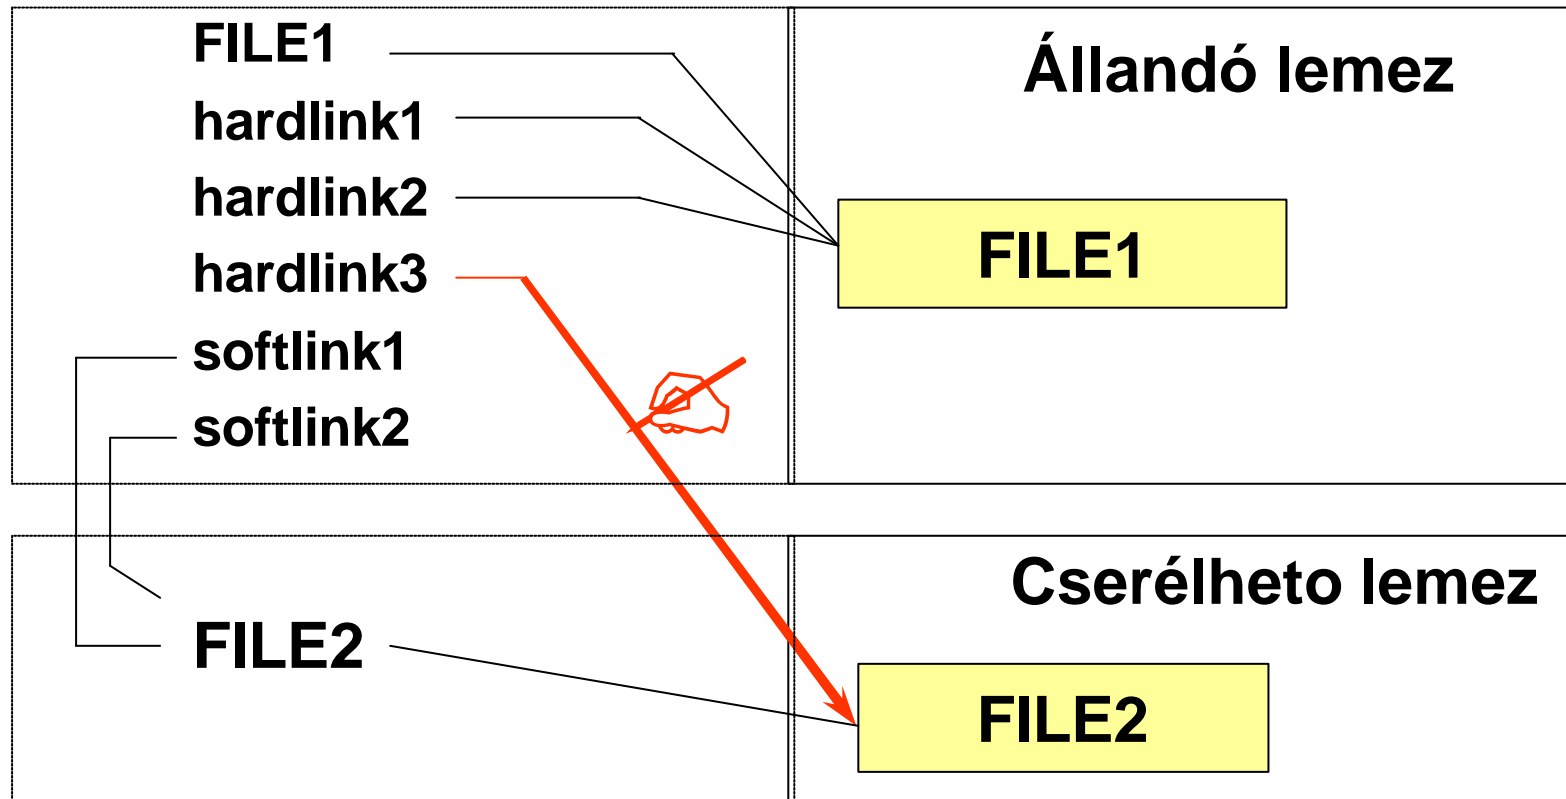 FILE1
hardlink1
hardlink2
hardlink3
softlink1
softlink2
Állandó lemez
FILE1
FILE2
Cserélheto lemez
FILE2